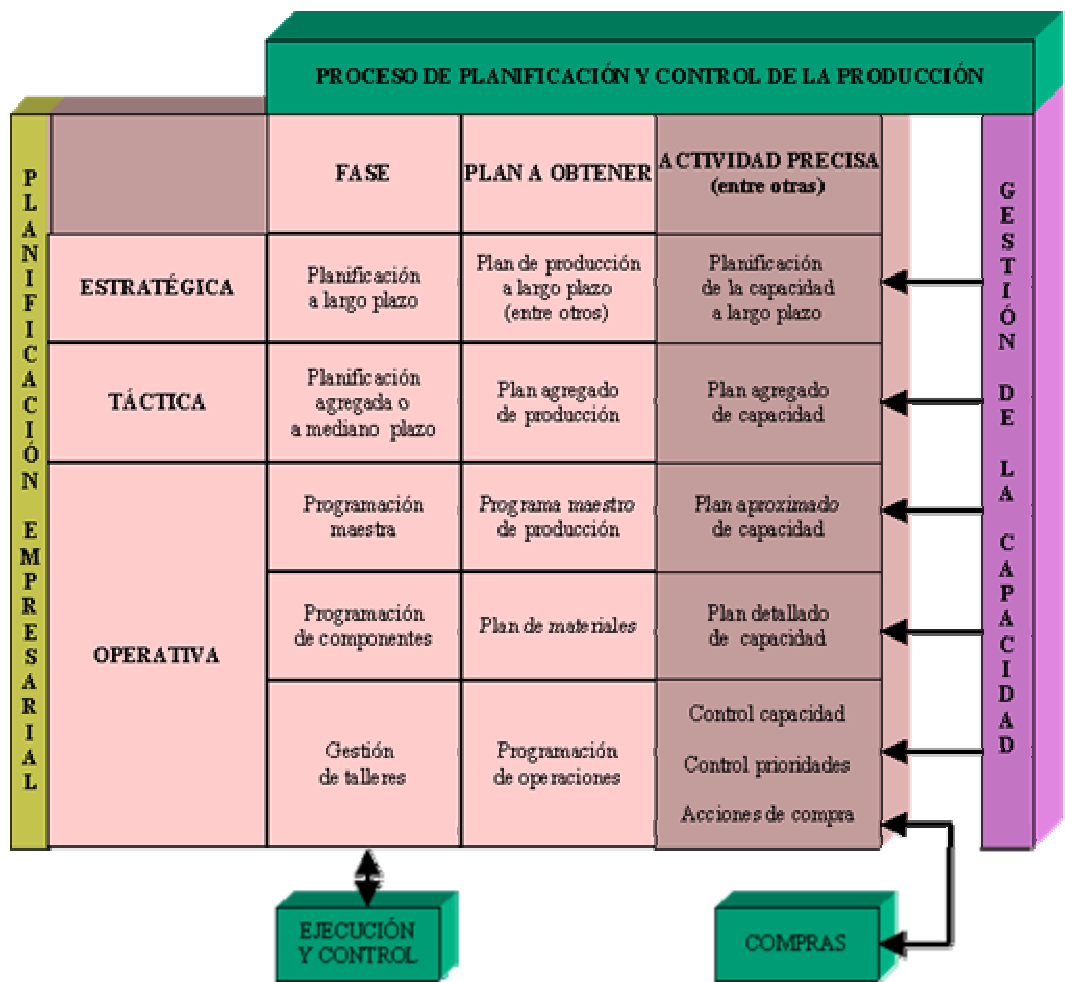 PROCESO DE PLANIFICACIÓN Y CONTROL DE LA PRODUCCIÓN
PLANIFICACIÓN EMPRESARIAL
FASE
PLAN A OBTENER
ACTIVIDAD PRECISA
(entre otras)
GESTIÓN DE LA CAPACIDAD
ESTRATÉGICA
Planificación
a largo plazo
Plan de producción
a largo plazo
(entre otros)
Planificación
de la capacidad
a largo plazo
TÁCTICA
Planificación
agregada o
a mediano plazo
Plan agregado
de producción
Plan agregado
de capacidad
OPERATIVA
Programación
maestra
Programa maestro
de producción
Plan aproximado
de capacidad
Programación
de componentes
Plan de materiales
Plan detallado
de capacidad
Gestión
de talleres
Programación
de operaciones
Control capacidad
Control prioridades
Acciones de compra
EJECUCIÓN
Y CONTROL
COMPRAS